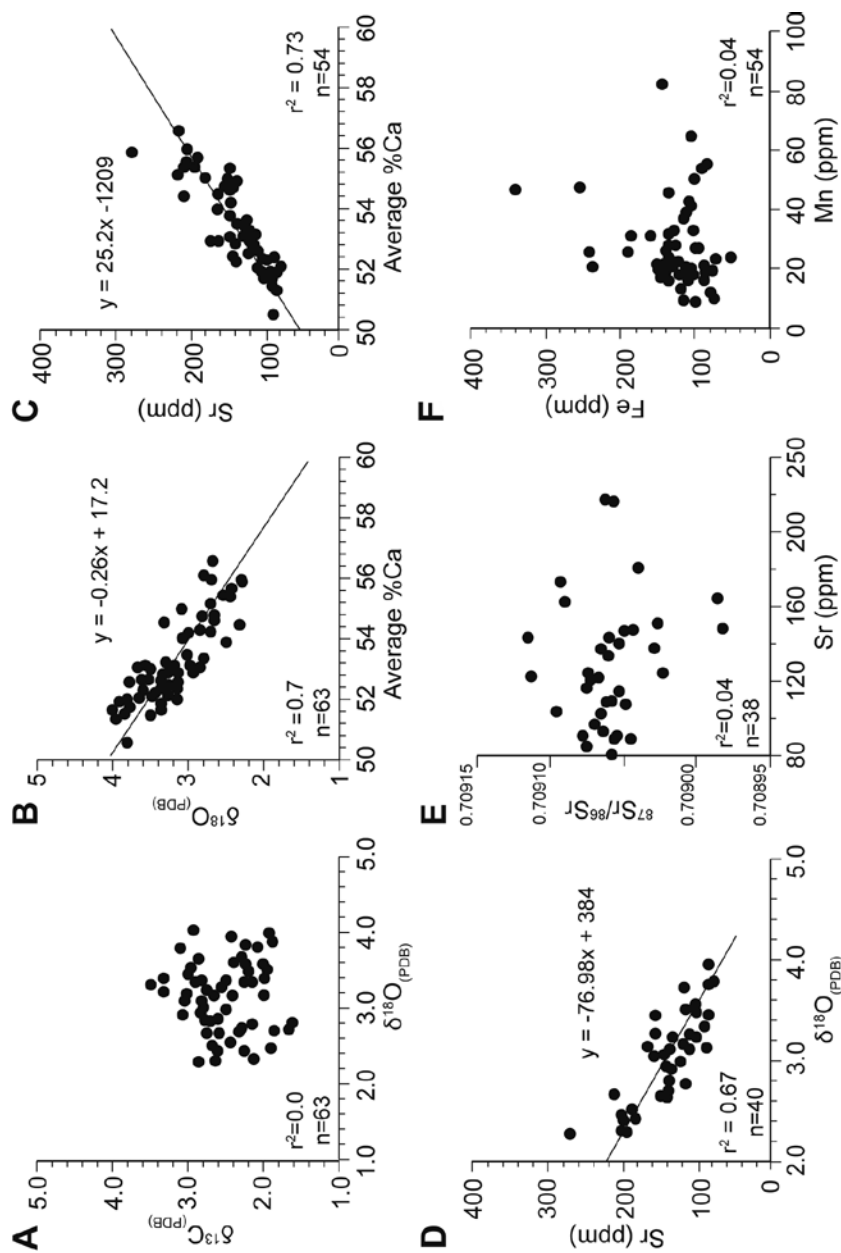 A
δ13C(PDB)
4.0
3.0
2.0
1.0
r²=0.0
n=63
1.0
2.0
3.0
4.0
5.0
δ18O(PDB)
B
δ18O(PDB)
5
4
3
2
1
y = -0.26x + 17.2
r² = 0.7
n=63
50
52
54
56
58
60
Average %Ca
C
Sr (ppm)
400
300
200
100
0
y = 25.2x -1209
r² = 0.73
n=54
50
52
54
56
58
60
Average %Ca
D
Sr (ppm)
400
200
0
y = -76.98x + 384
r² = 0.67
n=40
2.0
3.0
4.0
5.0
δ18O(PDB)
E
87Sr/86Sr
0.70915
0.70910
0.70900
0.70895
r²=0.04
n=38
80
120
160
200
250
Sr (ppm)
F
Fe (ppm)
400
300
200
100
0
r²=0.04
n=54
0
20
40
60
80
100
Mn (ppm)